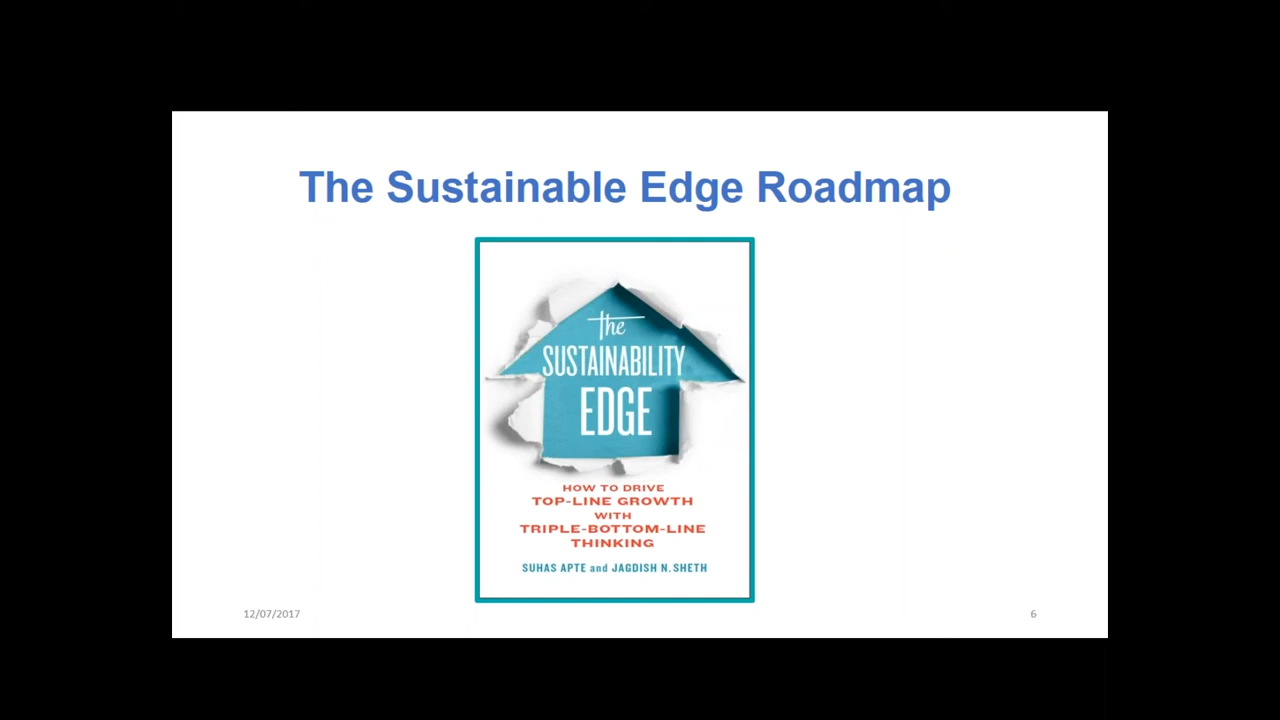 The Sustainable Edge Roadmap
the
SUSTAINABILITY
EDGE
HOW TO DRIVE
TOP-LINE GROWTH
WITH
TRIPLE-BOTTOM-LINE
THINKING
SUHAS APTE and JAGDISH N. SHETH
12/07/2017
6